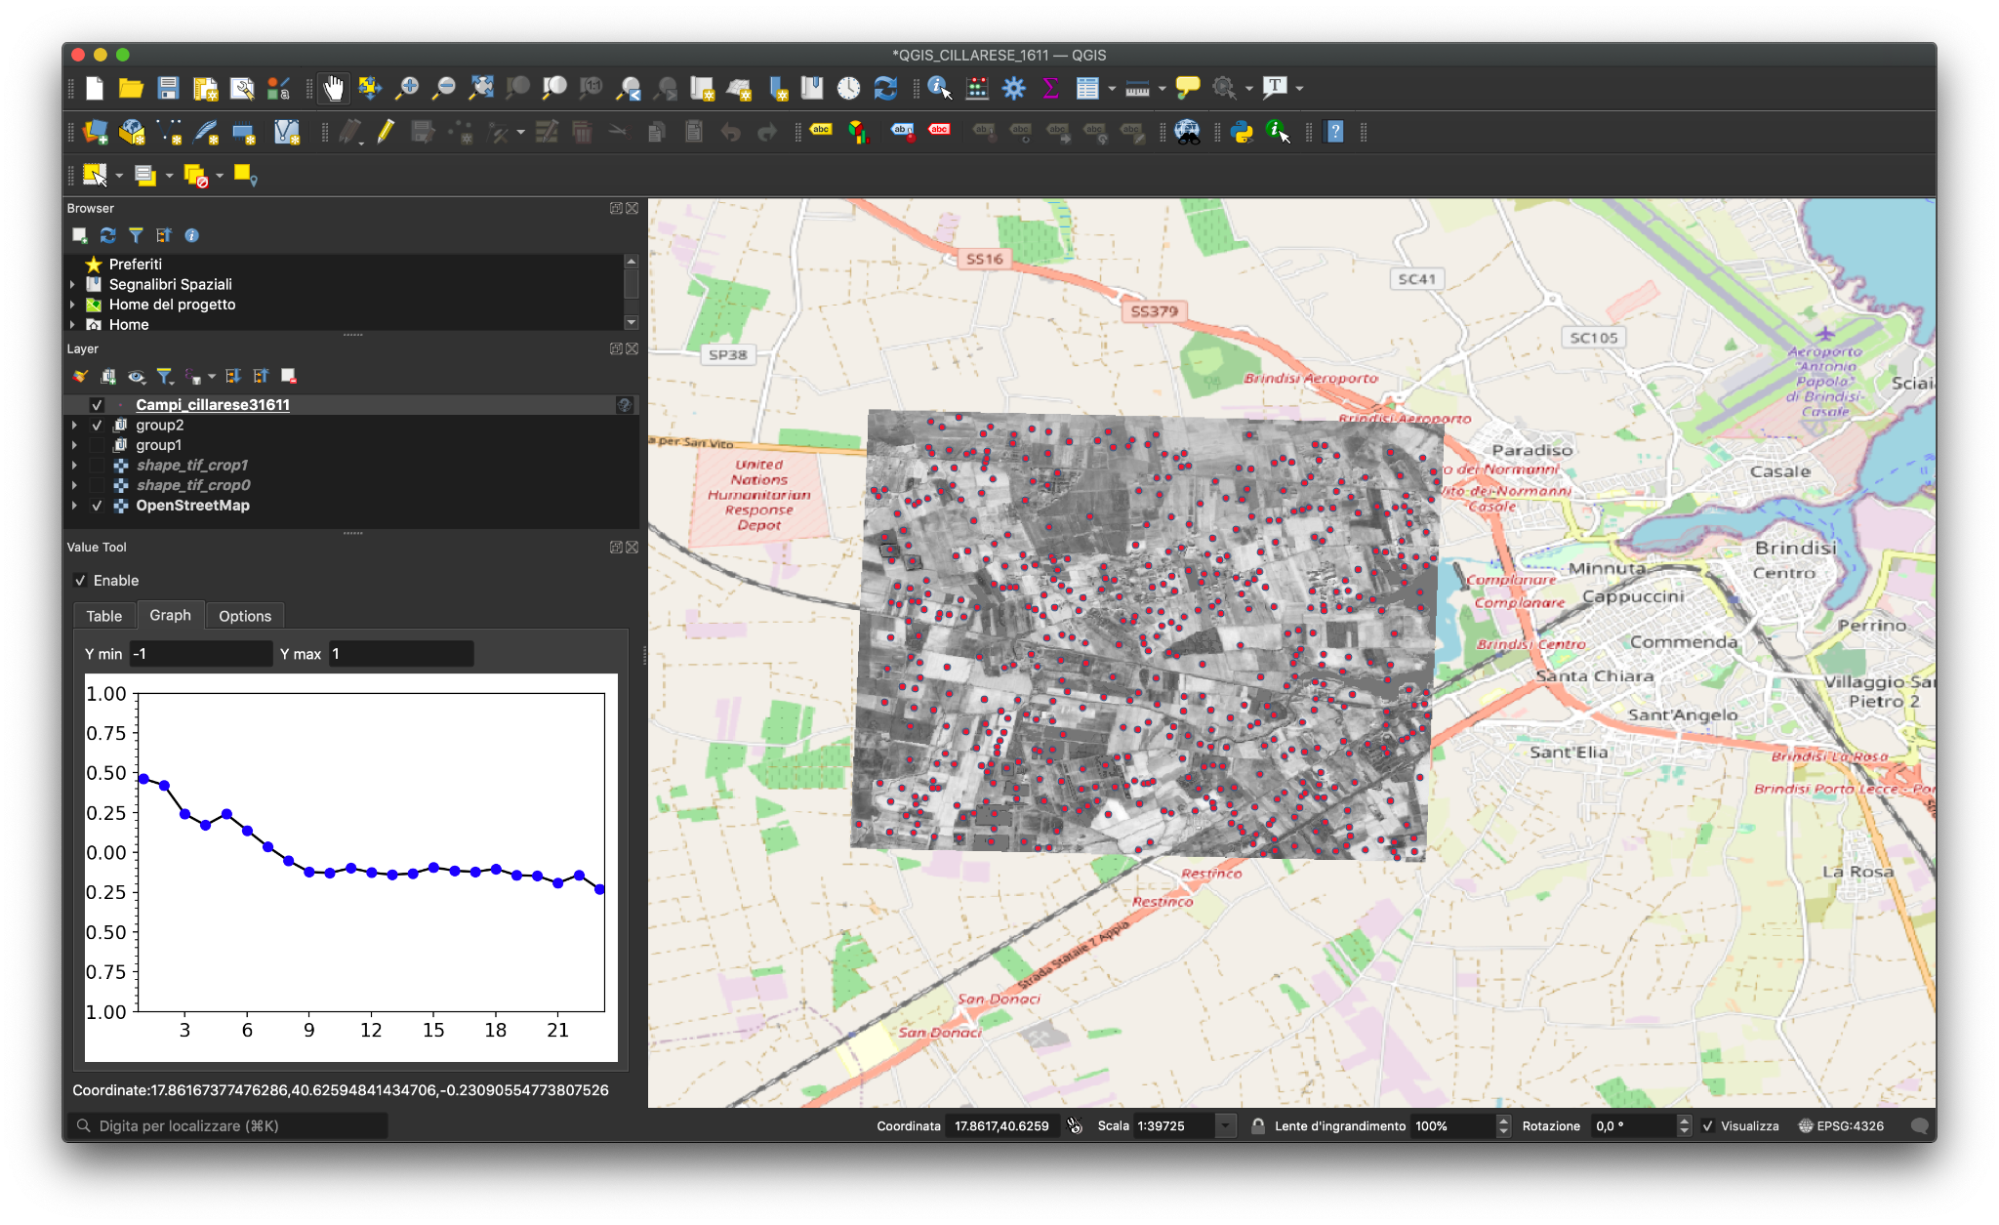 *QGIS_CILLARESE_1611 — QGIS
Browser
Preferiti
Segnalibri Spaziali
Home del progetto
Home
Layer
Campi_cillarese31611
group2
group1
shape_tif_crop1
shape_tif_crop0
OpenStreetMap
Value Tool
Enable
Table Graph Options
Y min -1 Y max 1
1.00
0.75
0.50
0.25
0.00
0.25
0.50
0.75
1.00
3 6 9 12 15 18 21
Coordinate:17.86167377476286,40.62594841434706,-0.23090554773807526
Digita per localizzare (⌘K)
SS16
SC41
SS379
SC105
SP38
Aeroporto
"Antonio
Papola"
di Brindisi-
Casale
Sciai
Brindisi Aeroporto
Brindisi Aeroporto
a per San Vito
United
Nations
Humanitarian
Response
Depot
Paradiso
Casale
o dei Normanni
Vito dei Normanni
Casale
Brindisi
Centro
Minnuta
Complanare
Cappuccini
Complanare
Perrino
Commenda
Brindisi Centro
Santa Chiara
Villaggio Sa
Pietro 2
Sant'Angelo
Sant'Elia
Brindisi La Rosa
Brindisi Porto Lecce - Por
La Rosa
Restinco
Restinco
Strada Statale 7 Appia
San Donaci
San Donaci
Coordinata 17.8617,40.6259 Scala 1:39725 Lente d'ingrandimento 100% Rotazione 0,0 ° Visualizza EPSG:4326